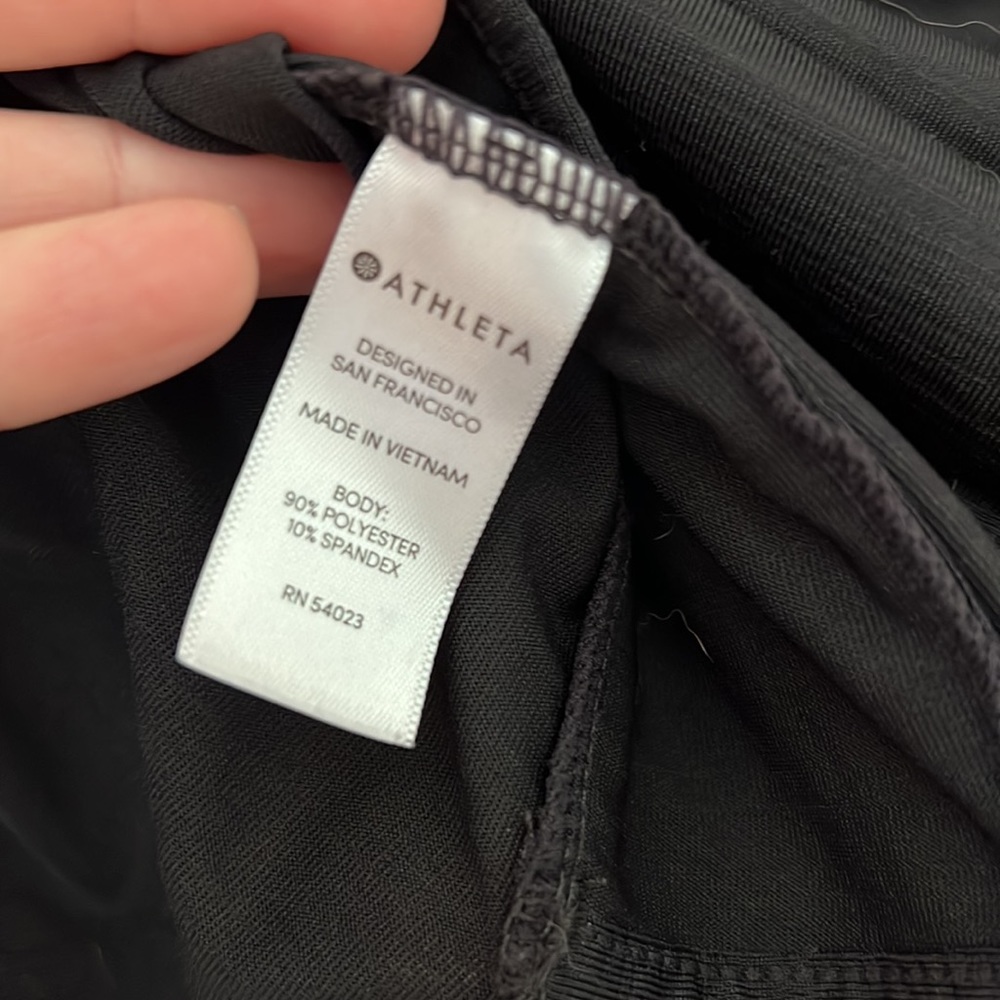 ATHLETA
DESIGNED IN
SAN FRANCISCO
MADE IN VIETNAM
BODY:
90% POLYESTER
10% SPANDEX
RN 54023